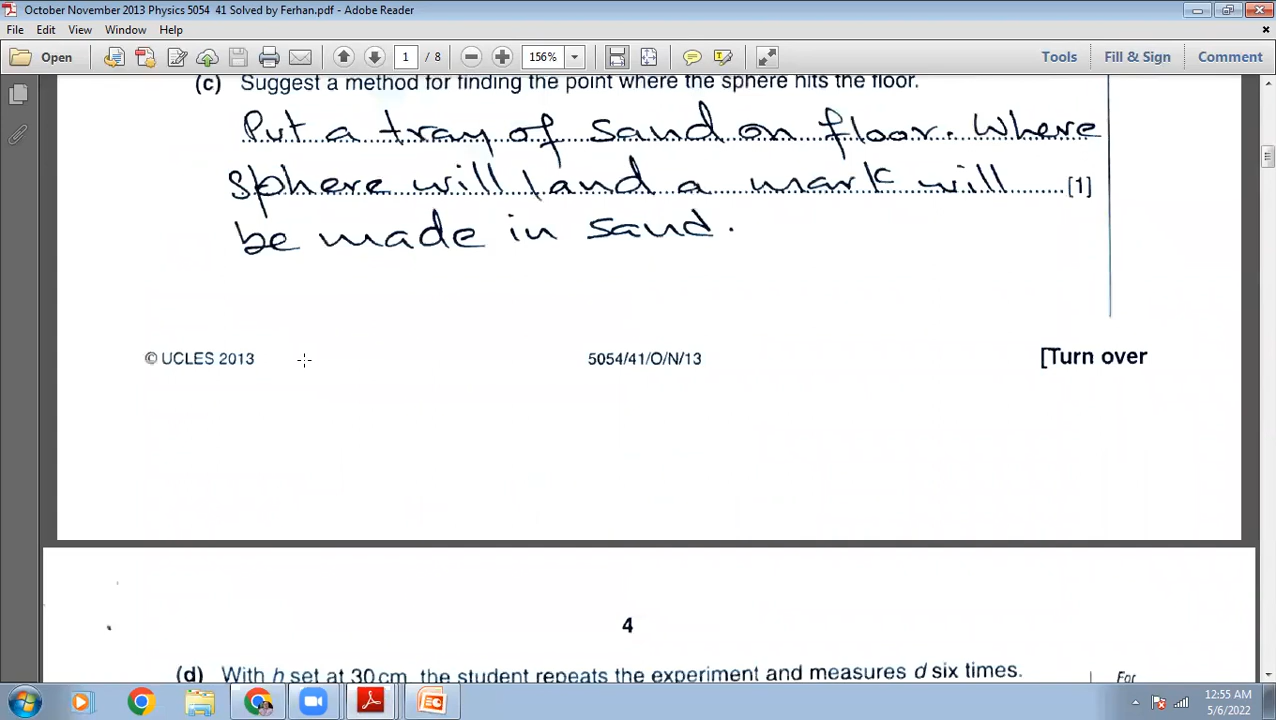 October November 2013 Physics 5054 41 Solved by Ferhan.pdf - Adobe Reader
File Edit View Window Help
Open 1 / 8 156% Tools Fill & Sign Comment
(c) Suggest a method for finding the point where the sphere hits the floor.
Put a tray of sand on floor. Where
sphere will land a mark will [1]
be made in sand.
© UCLES 2013 5054/41/O/N/13 [Turn over
4
(d) With h set at 30 cm the student repeats the experiment and measures d six times.
For
12:55 AM
5/6/2022